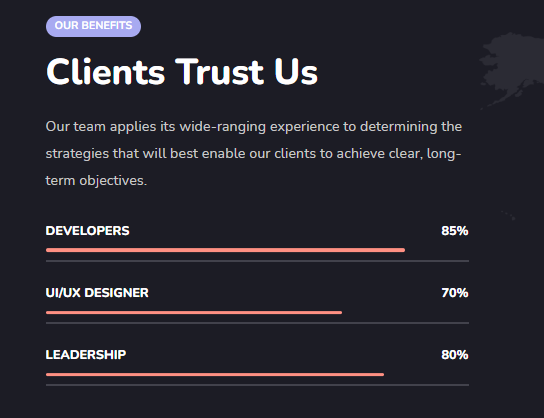 OUR BENEFITS
Clients Trust Us
Our team applies its wide-ranging experience to determining the
strategies that will best enable our clients to achieve clear, long-
term objectives.
DEVELOPERS 85%
UI/UX DESIGNER 70%
LEADERSHIP 80%